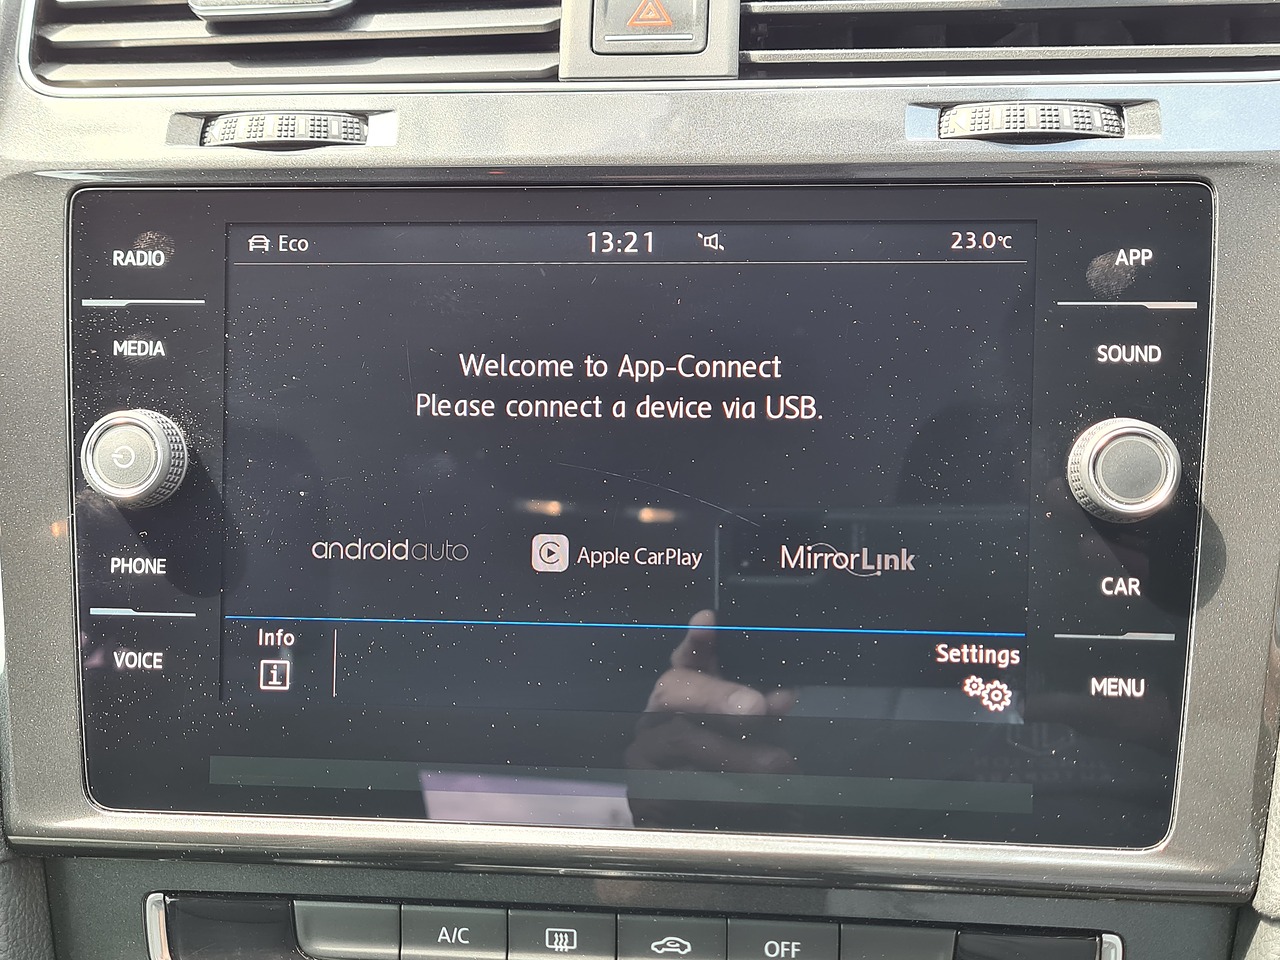 Eco 13:21 23.0°C
RADIO
APP
MEDIA
SOUND
Welcome to App-Connect
Please connect a device via USB.
androidauto Apple CarPlay MirrorLink
PHONE
CAR
Info
Settings
VOICE
MENU
A/C
OFF